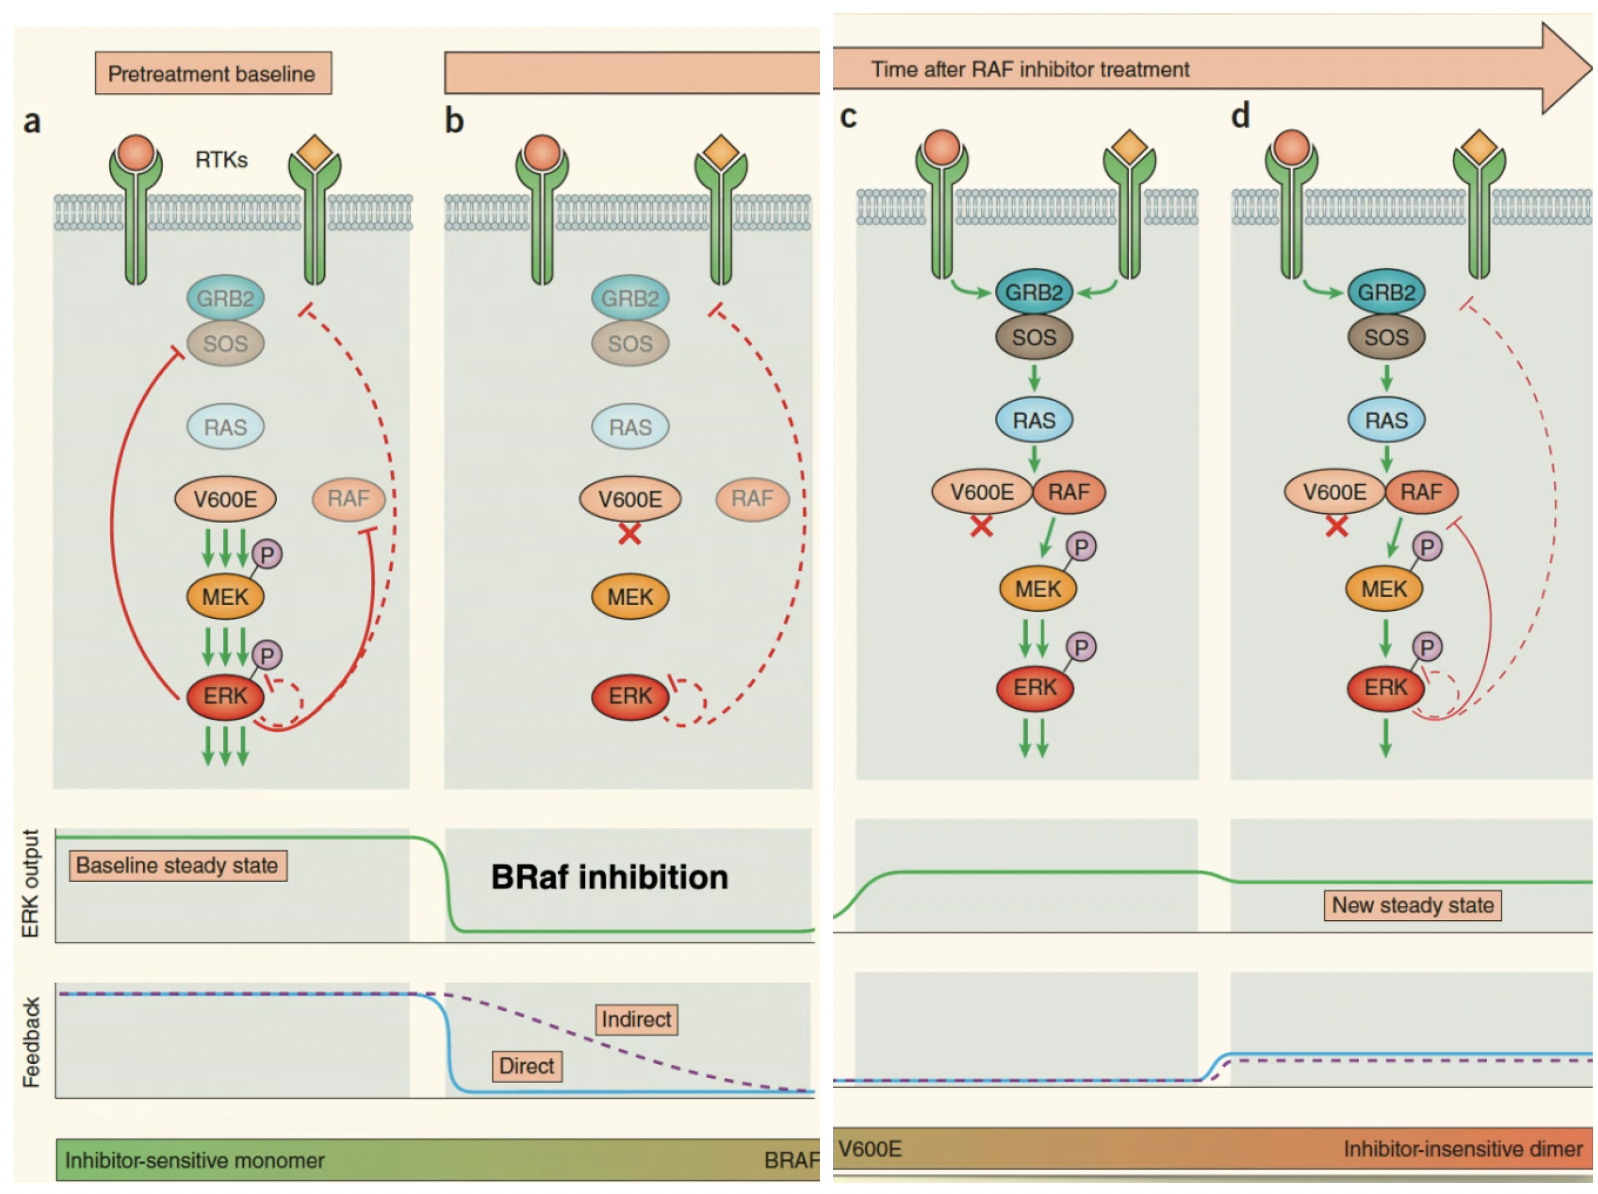 Pretreatment baseline
Time after RAF inhibitor treatment
a
b
c
d
RTKs
GRB2
SOS
RAS
V600E
RAF
P
MEK
P
ERK
GRB2
SOS
RAS
V600E
RAF
MEK
ERK
GRB2
SOS
RAS
V600E
RAF
P
MEK
P
ERK
GRB2
SOS
RAS
V600E
RAF
P
MEK
P
ERK
ERK output
Baseline steady state
BRaf inhibition
New steady state
Feedback
Indirect
Direct
Inhibitor-sensitive monomer
BRAF
V600E
Inhibitor-insensitive dimer